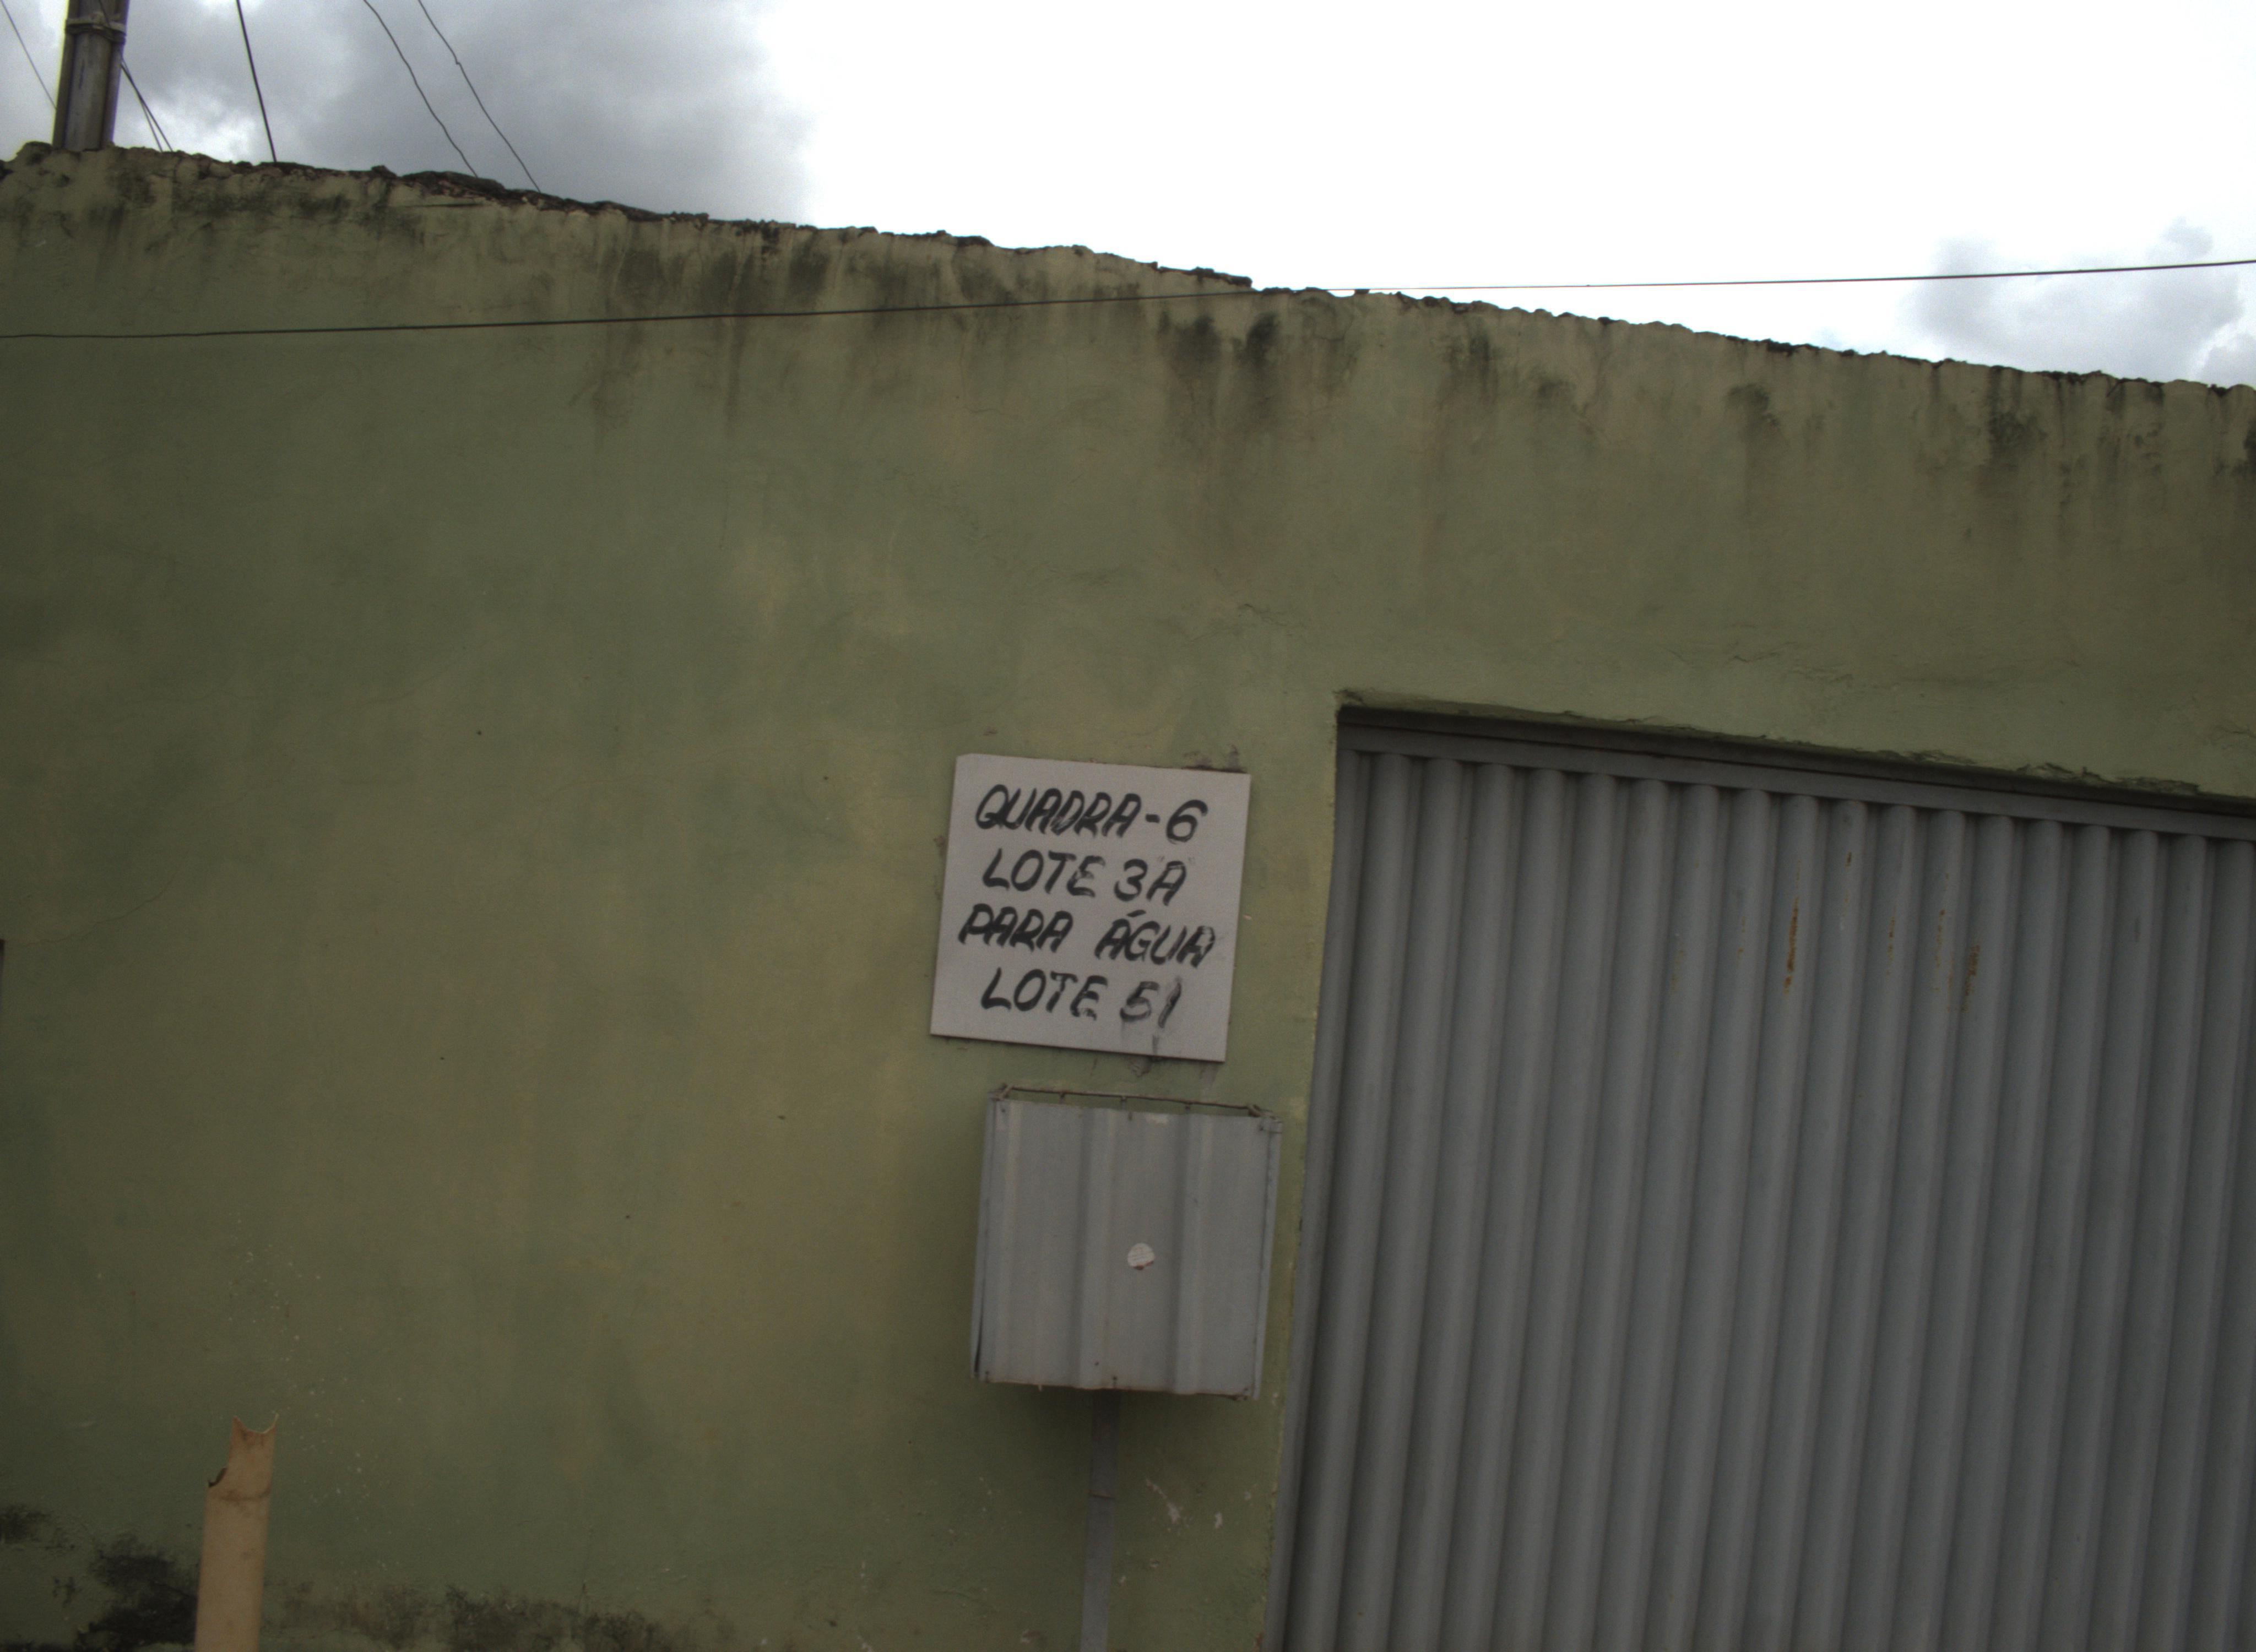 QUADRA-6
LOTE 3A
PARA ÁGUA
LOTE 51